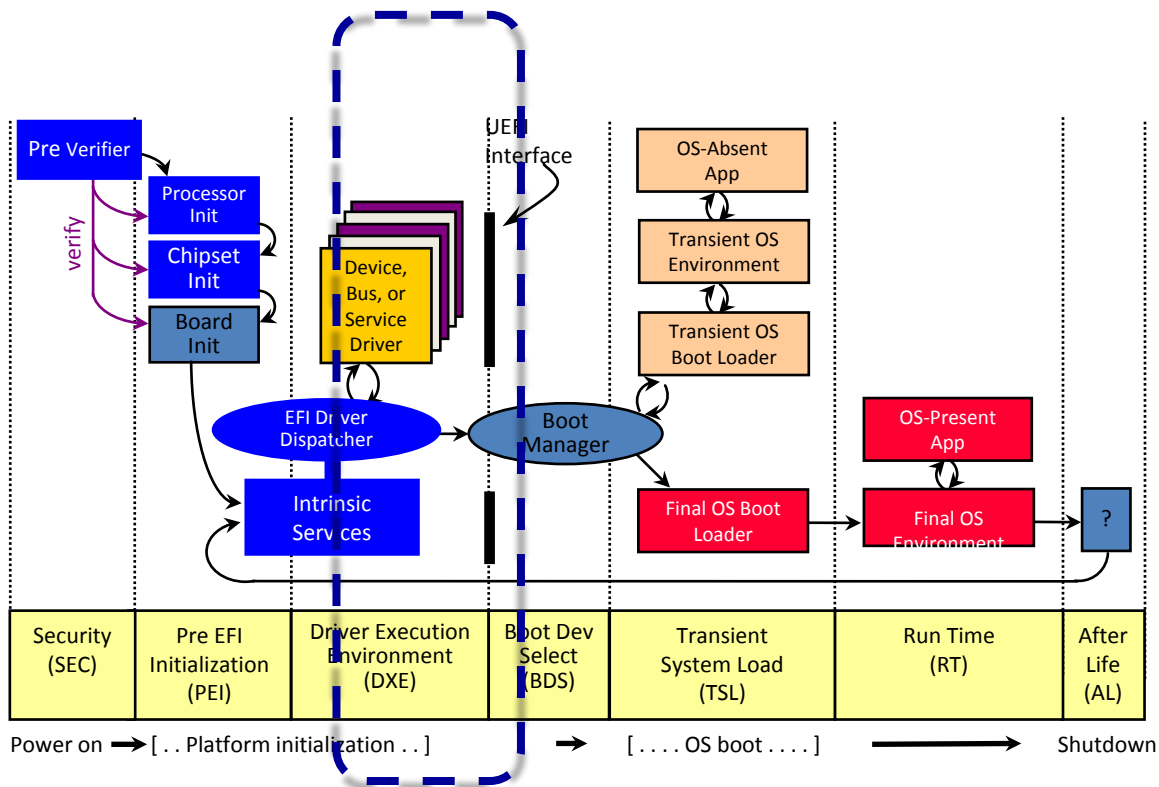 Pre Verifier
verify
Processor
Init
Chipset
Init
Board
Init
Device,
Bus, or
Service
Driver
EFI Driver
Dispatcher
Intrinsic
Services
UEFI
Interface
Boot
Manager
OS-Absent
App
Transient OS
Environment
Transient OS
Boot Loader
Final OS Boot
Loader
OS-Present
App
Final OS
Environment
?
Security
(SEC)
Pre EFI
Initialization
(PEI)
Driver Execution
Environment
(DXE)
Boot Dev
Select
(BDS)
Transient
System Load
(TSL)
Run Time
(RT)
After
Life
(AL)
Power on [ . . Platform initialization . . ] [ . . . . OS boot . . . . ] Shutdown